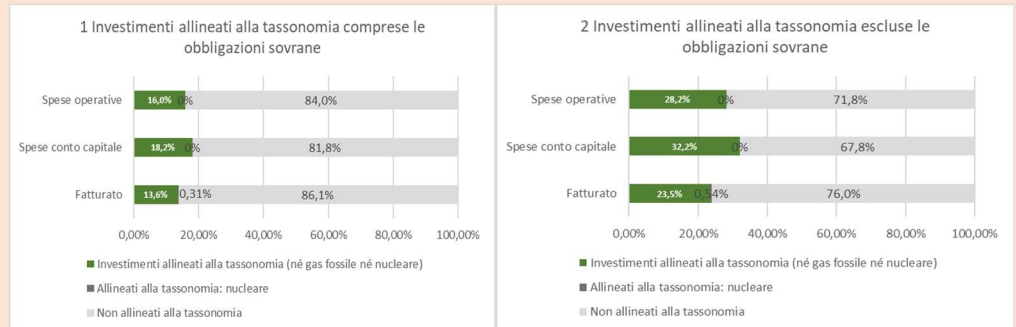 1 Investimenti allineati alla tassonomia comprese le
obbligazioni sovrane
Spese operative
16,0%
0%
84,0%
Spese conto capitale
18,2%
0%
81,8%
Fatturato
13,6%
0,31%
86,1%
0,00%
20,00%
40,00%
60,00%
80,00%
100,00%
Investimenti allineati alla tassonomia (né gas fossile né nucleare)
Allineati alla tassonomia: nucleare
Non allineati alla tassonomia
2 Investimenti allineati alla tassonomia escluse le
obbligazioni sovrane
Spese operative
28,2%
0%
71,8%
Spese conto capitale
32,2%
0%
67,8%
Fatturato
23,5%
0,54%
76,0%
0,00%
20,00%
40,00%
60,00%
80,00%
100,00%
Investimenti allineati alla tassonomia (né gas fossile né nucleare)
Allineati alla tassonomia: nucleare
Non allineati alla tassonomia